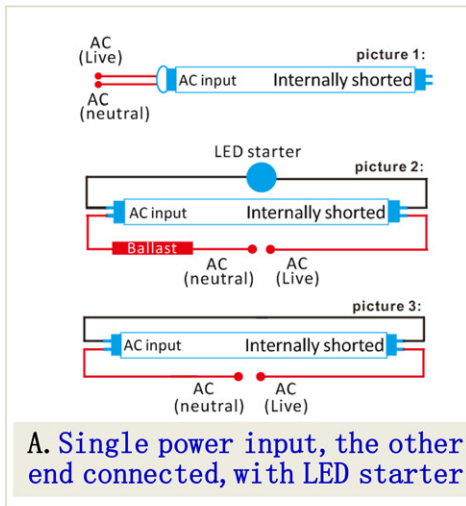 AC
(Live)
picture 1:
AC input Internally shorted
AC
(neutral)
LED starter
picture 2:
AC input Internally shorted
Ballast
AC
(neutral)
AC
(Live)
picture 3:
AC input Internally shorted
AC
(neutral)
AC
(Live)
A. Single power input, the other
end connected, with LED starter